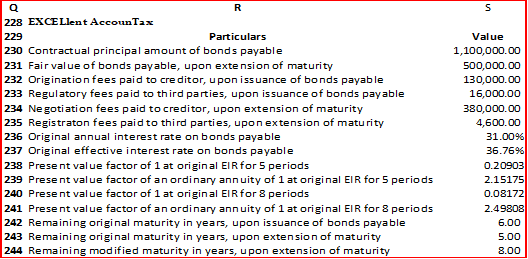 Q R S
228 EXCELlent AccounTax
229 Particulars Value
230 Contractual principal amount of bonds payable 1,100,000.00
231 Fair value of bonds payable, upon extension of maturity 500,000.00
232 Origination fees paid to creditor, upon issuance of bonds payable 130,000.00
233 Regulatory fees paid to third parties, upon issuance of bonds payable 16,000.00
234 Negotiation fees paid to creditor, upon extension of maturity 380,000.00
235 Registraton fees paid to third parties, upon extension of maturity 4,600.00
236 Original annual interest rate on bonds payable 31.00%
237 Original effective interest rate on bonds payable 36.76%
238 Present value factor of 1 at original EIR for 5 periods 0.20903
239 Present value factor of an ordinary annuity of 1 at original EIR for 5 periods 2.15175
240 Present value factor of 1 at original EIR for 8 periods 0.08172
241 Present value factor of an ordinary annuity of 1 at original EIR for 8 periods 2.49808
242 Remaining original maturity in years, upon issuance of bonds payable 6.00
243 Remaining original maturity in years, upon extension of maturity 5.00
244 Remaining modified maturity in years, upon extension of maturity 8.00